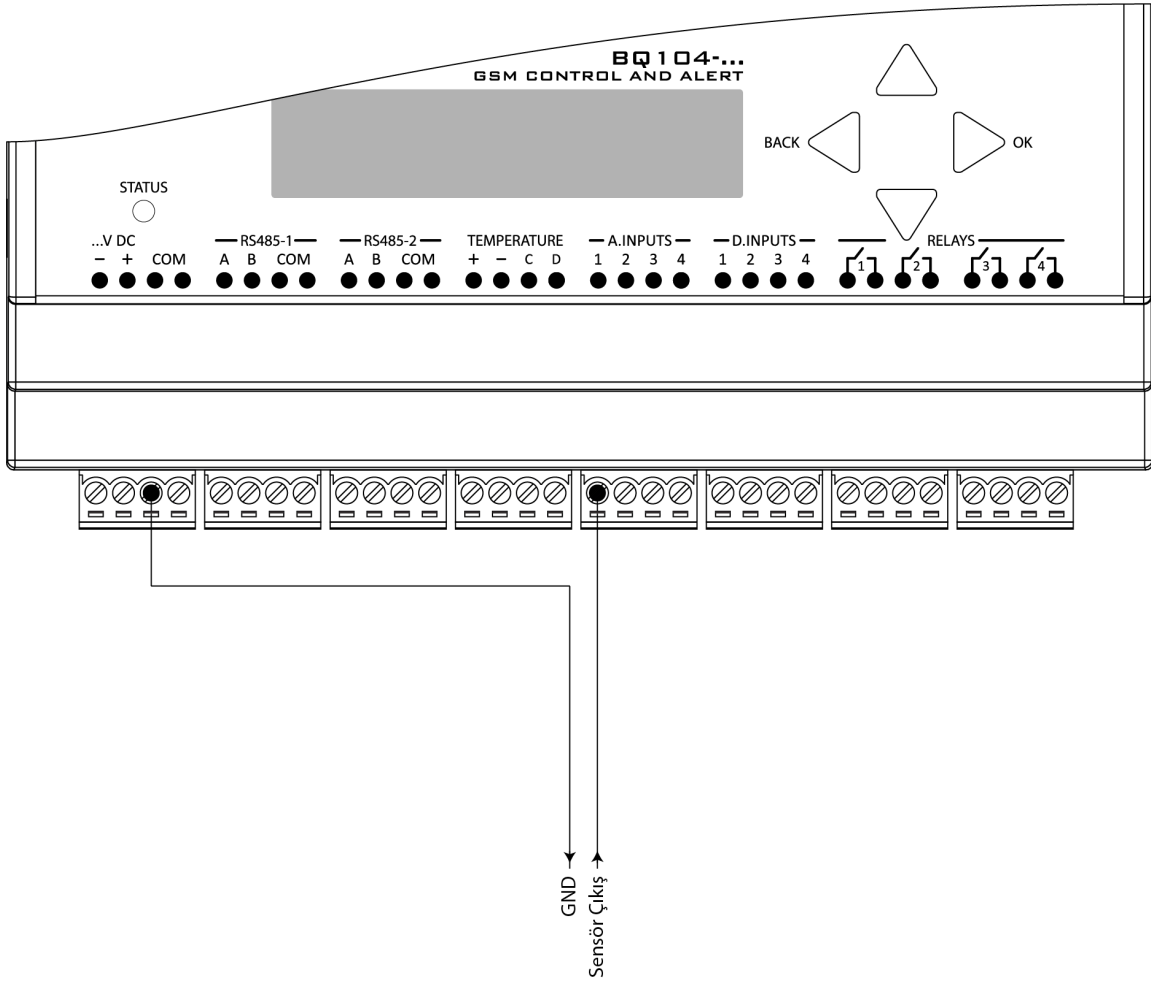 BQ104-...
GSM CONTROL AND ALERT
BACK
OK
STATUS
...V DC
RS485-1
RS485-2
TEMPERATURE
A.INPUTS
D.INPUTS
RELAYS
− + COM
A B COM
A B COM
+ − C D
1 2 3 4
1 2 3 4
1 2 3 4
GND
Sensör Çıkış